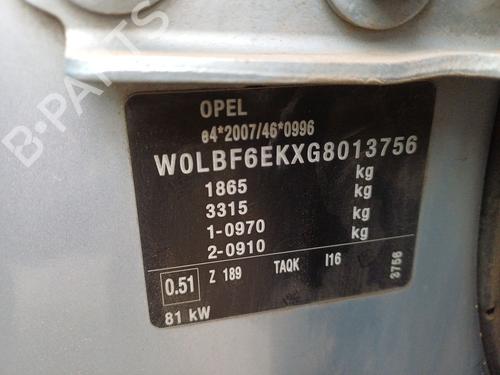 B-PARTS
OPEL
e4*2007/46*0996
W0LBF6EKXG8013756
1865 kg
3315 kg
1-0970 kg
2-0910 kg
0.51 Z 189 TAQK I16 3756
81 kW